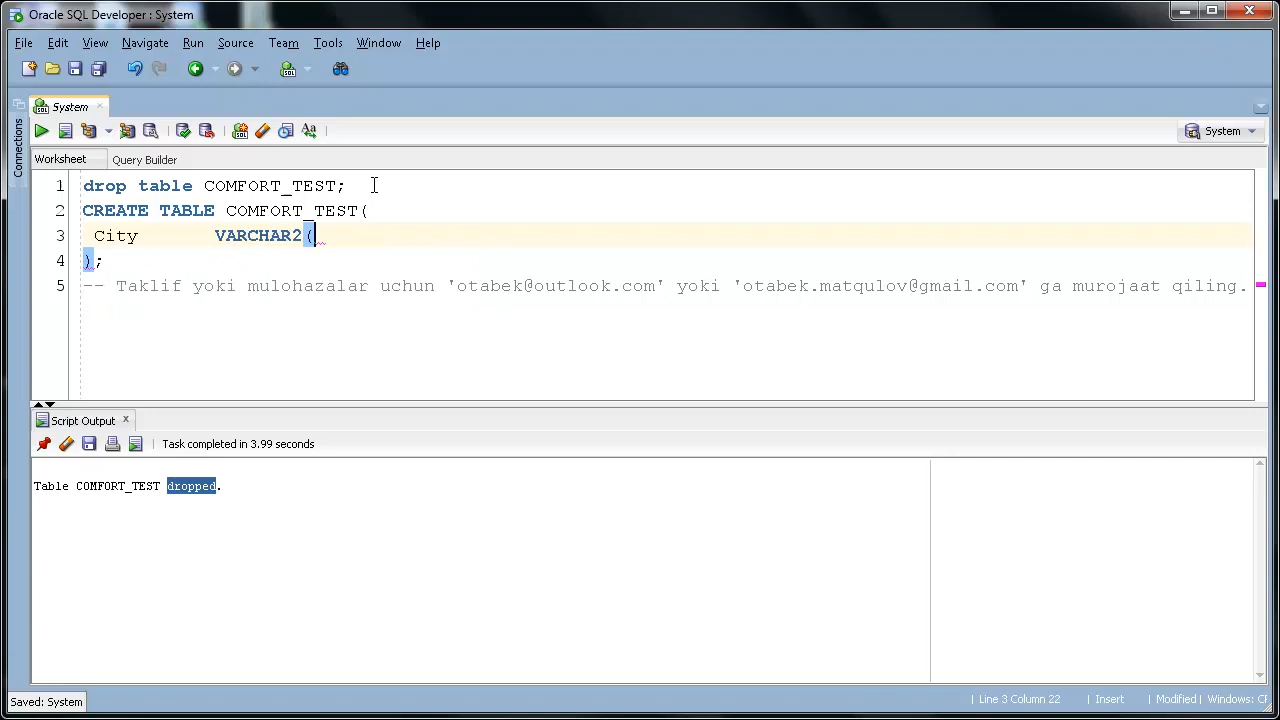 Oracle SQL Developer : System
File Edit View Navigate Run Source Team Tools Window Help
System
Connections
System
Worksheet Query Builder
1 drop table COMFORT_TEST;
2 CREATE TABLE COMFORT_TEST(
3 City VARCHAR2(
4 );
5 -- Taklif yoki mulohazalar uchun 'otabek@outlook.com' yoki 'otabek.matqulov@gmail.com' ga murojaat qiling.
Script Output
Task completed in 3.99 seconds
Table COMFORT_TEST dropped.
Saved: System
Line 3 Column 22 Insert Modified Windows: